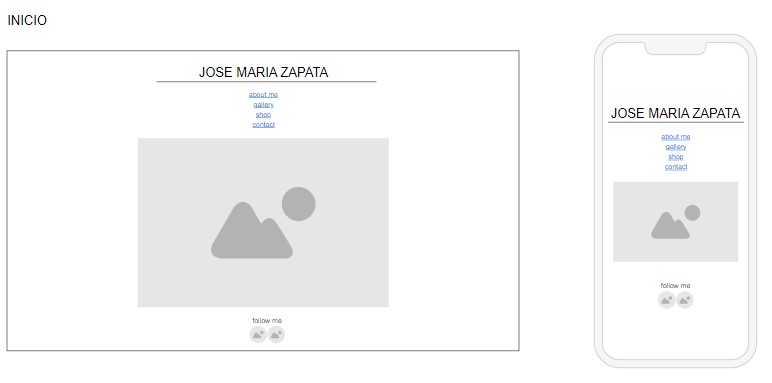 INICIO
JOSE MARIA ZAPATA
about me
gallery
shop
contact
follow me
JOSE MARIA ZAPATA
about me
gallery
shop
contact
follow me